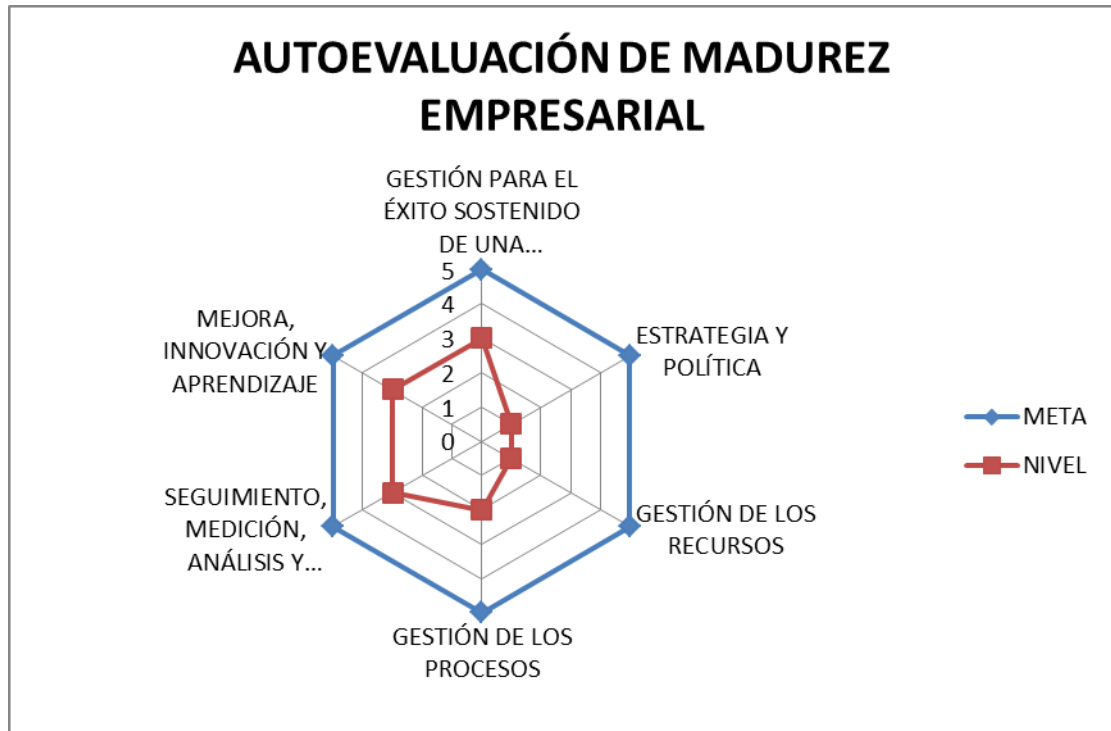 AUTOEVALUACIÓN DE MADUREZ
EMPRESARIAL
GESTIÓN PARA EL
ÉXITO SOSTENIDO
DE UNA...
5
4
3
2
1
0
ESTRATEGIA Y
POLÍTICA
GESTIÓN DE LOS
RECURSOS
GESTIÓN DE LOS
PROCESOS
SEGUIMIENTO,
MEDICIÓN,
ANÁLISIS Y...
MEJORA,
INNOVACIÓN Y
APRENDIZAJE
META
NIVEL